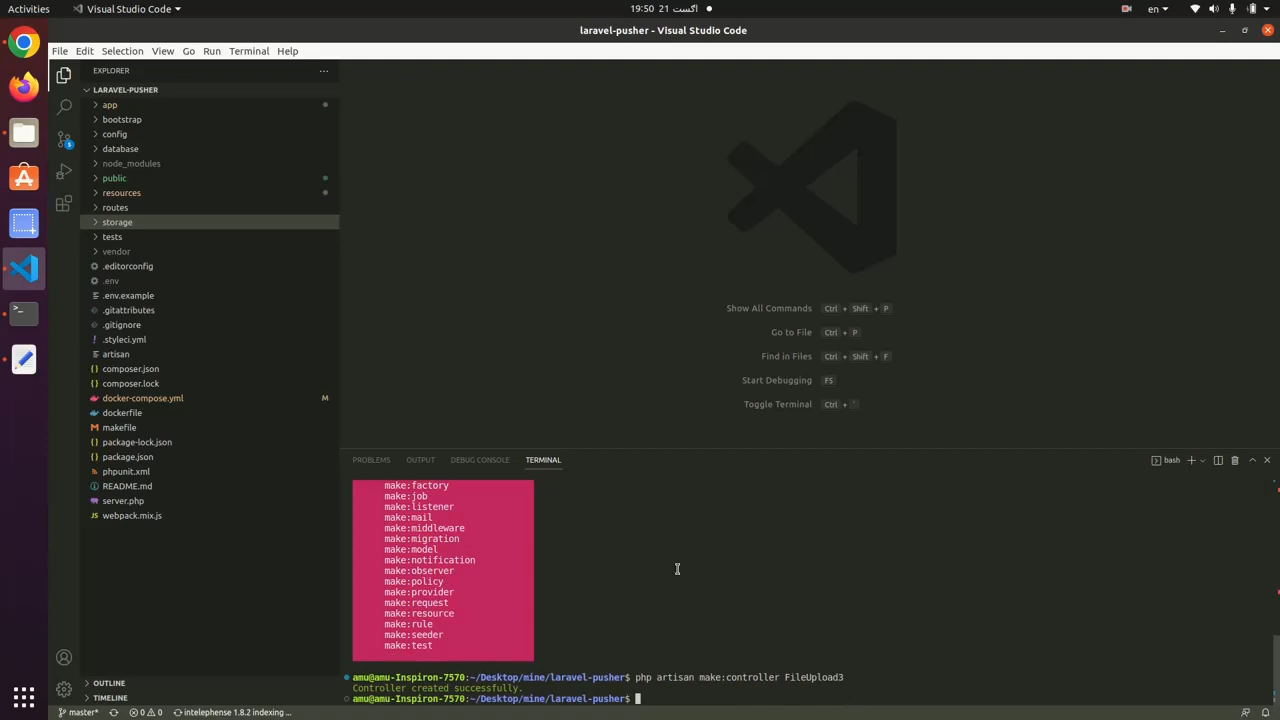 Activities
Visual Studio Code
19:50 21 اگست
en
laravel-pusher - Visual Studio Code
File Edit Selection View Go Run Terminal Help
EXPLORER
LARAVEL-PUSHER
app
bootstrap
config
database
node_modules
public
resources
routes
storage
tests
vendor
.editorconfig
.env
.env.example
.gitattributes
.gitignore
.styleci.yml
artisan
composer.json
composer.lock
docker-compose.yml M
dockerfile
makefile
package-lock.json
package.json
phpunit.xml
README.md
server.php
webpack.mix.js
OUTLINE
TIMELINE
Show All Commands Ctrl + Shift + P
Go to File Ctrl + P
Find in Files Ctrl + Shift + F
Start Debugging F5
Toggle Terminal Ctrl + `
PROBLEMS OUTPUT DEBUG CONSOLE TERMINAL
bash
make:factory
make:job
make:listener
make:mail
make:middleware
make:migration
make:model
make:notification
make:observer
make:policy
make:provider
make:request
make:resource
make:rule
make:seeder
make:test
amu@amu-Inspiron-7570:~/Desktop/mine/laravel-pusher$ php artisan make:controller FileUpload3
Controller created successfully.
amu@amu-Inspiron-7570:~/Desktop/mine/laravel-pusher$
master* 0 0 intelephense 1.8.2 indexing ...